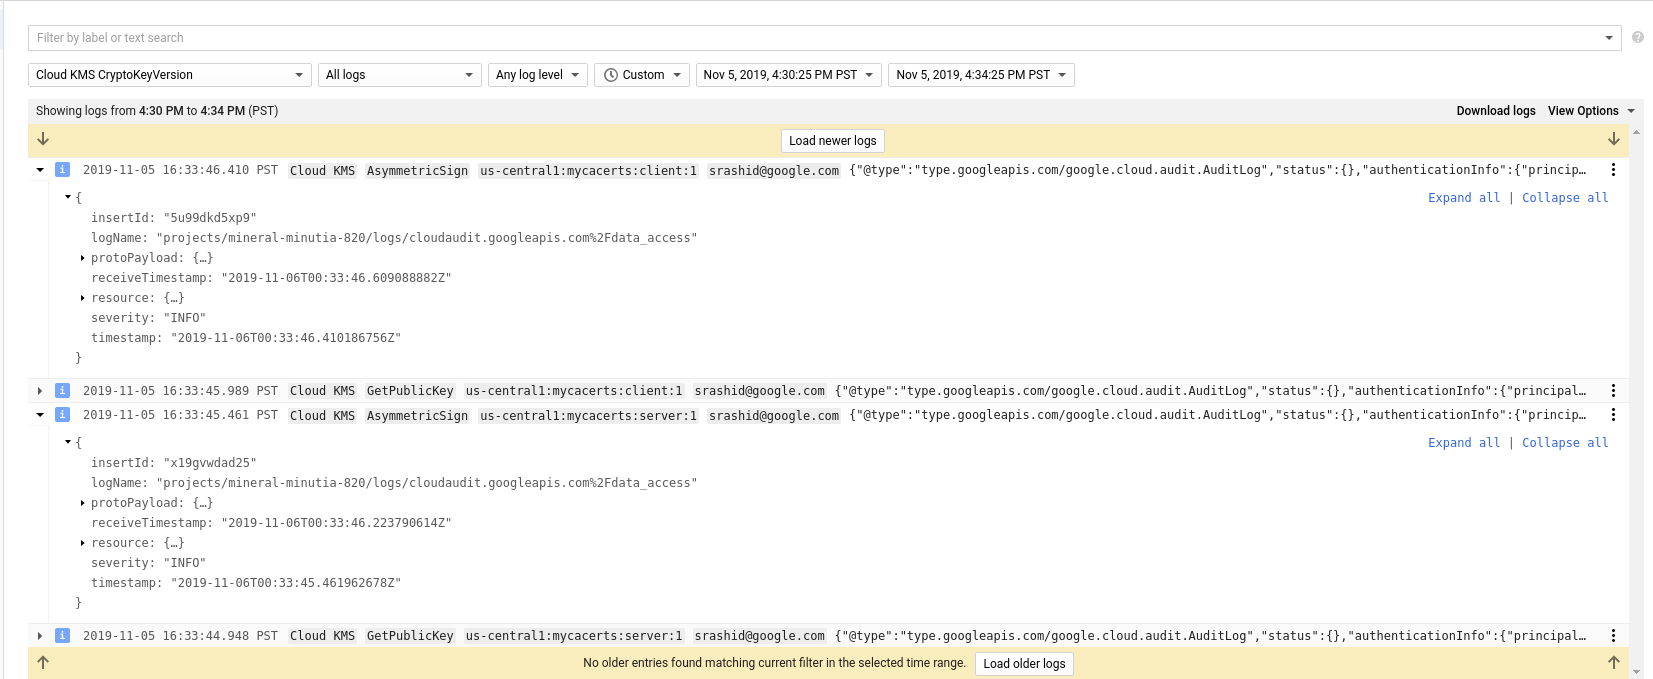 Filter by label or text search
Cloud KMS CryptoKeyVersion All logs Any log level Custom Nov 5, 2019, 4:30:25 PM PST Nov 5, 2019, 4:34:25 PM PST
Showing logs from 4:30 PM to 4:34 PM (PST) Download logs View Options
Load newer logs
i 2019-11-05 16:33:46.410 PST Cloud KMS AsymmetricSign us-central1:mycacerts:client:1 srashid@google.com {"@type":"type.googleapis.com/google.cloud.audit.AuditLog","status":{},"authenticationInfo":{"princip…
{ Expand all | Collapse all
insertId: "5u99dkd5xp9"
logName: "projects/mineral-minutia-820/logs/cloudaudit.googleapis.com%2Fdata_access"
protoPayload: {…}
receiveTimestamp: "2019-11-06T00:33:46.609088882Z"
resource: {…}
severity: "INFO"
timestamp: "2019-11-06T00:33:46.410186756Z"
}
i 2019-11-05 16:33:45.989 PST Cloud KMS GetPublicKey us-central1:mycacerts:client:1 srashid@google.com {"@type":"type.googleapis.com/google.cloud.audit.AuditLog","status":{},"authenticationInfo":{"principal…
i 2019-11-05 16:33:45.461 PST Cloud KMS AsymmetricSign us-central1:mycacerts:server:1 srashid@google.com {"@type":"type.googleapis.com/google.cloud.audit.AuditLog","status":{},"authenticationInfo":{"princip…
{ Expand all | Collapse all
insertId: "x19gvwdad25"
logName: "projects/mineral-minutia-820/logs/cloudaudit.googleapis.com%2Fdata_access"
protoPayload: {…}
receiveTimestamp: "2019-11-06T00:33:46.223790614Z"
resource: {…}
severity: "INFO"
timestamp: "2019-11-06T00:33:45.461962678Z"
}
i 2019-11-05 16:33:44.948 PST Cloud KMS GetPublicKey us-central1:mycacerts:server:1 srashid@google.com {"@type":"type.googleapis.com/google.cloud.audit.AuditLog","status":{},"authenticationInfo":{"principal…
No older entries found matching current filter in the selected time range. Load older logs